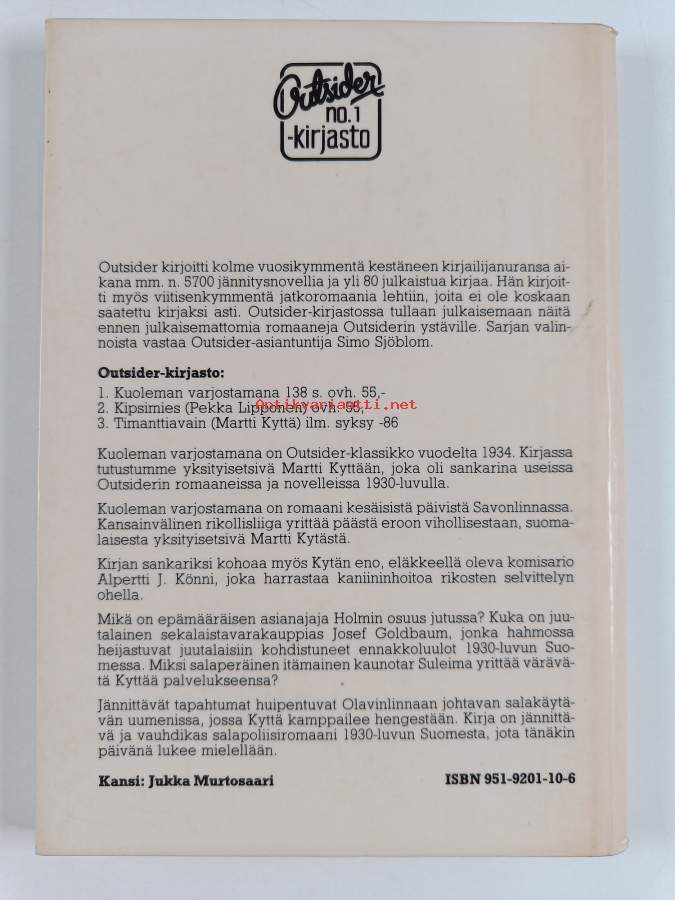 Outsider
no. 1
-kirjasto
Outsider kirjoitti kolme vuosikymmentä kestäneen kirjailijanuransa ai-
kana mm. n. 5700 jännitysnovellia ja yli 80 julkaistua kirjaa. Hän kirjoit-
ti myös viitisenkymmentä jatkoromaania lehtiin, joita ei ole koskaan
saatettu kirjaksi asti. Outsider-kirjastossa tullaan julkaisemaan näitä
ennen julkaisemattomia romaaneja Outsiderin ystäville. Sarjan valin-
noista vastaa Outsider-asiantuntija Simo Sjöblom.
Outsider-kirjasto:
1. Kuoleman varjostamana 138 s. ovh. 55,-
2. Kipsimies (Pekka Lipponen) ovh. 55,
Antikvariaatti.net
3. Timanttiavain (Martti Kyttä) ilm. syksy -86
Kuoleman varjostamana on Outsider-klassikko vuodelta 1934. Kirjassa
tutustumme yksityisetsivä Martti Kyttään, joka oli sankarina useissa
Outsiderin romaaneissa ja novelleissa 1930-luvulla.
Kuoleman varjostamana on romaani kesäisistä päivistä Savonlinnassa.
Kansainvälinen rikollisliiga yrittää päästä eroon vihollisestaan, suoma-
laisesta yksityisetsivä Martti Kytästä.
Kirjan sankariksi kohoaa myös Kytän eno, eläkkeellä oleva komisario
Alpertti J. Könni, joka harrastaa kaniininhoitoa rikosten selvittelyn
ohella.
Mikä on epämääräisen asianajaja Holmin osuus jutussa? Kuka on juu-
talainen sekalaistavarakauppias Josef Goldbaum, jonka hahmossa
heijastuvat juutalaisiin kohdistuneet ennakkoluulot 1930-luvun Suo-
messa. Miksi salaperäinen itämainen kaunotar Suleima yrittää värävä-
tä Kyttää palvelukseensa?
Jännittävät tapahtumat huipentuvat Olavinlinnaan johtavan salakäytä-
vän uumenissa, jossa Kyttä kamppailee hengestään. Kirja on jännittä-
vä ja vauhdikas salapoliisiromaani 1930-luvun Suomesta, jota tänäkin
päivänä lukee mielellään.
Kansi: Jukka Murtosaari
ISBN 951-9201-10-6